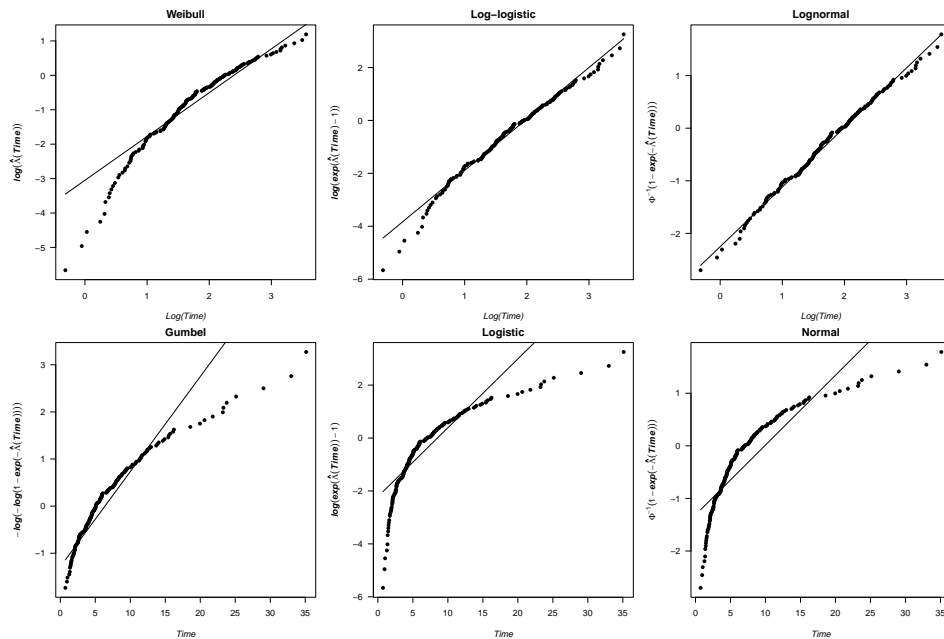 Weibull
log(Λ̂(Time))
1
0
−1
−2
−3
−4
−5
0 1 2 3
Log(Time)
Log−logistic
log(exp(Λ̂(Time)−1))
2
0
−2
−4
−6
0 1 2 3
Log(Time)
Lognormal
Φ⁻¹(1−exp(−Λ̂(Time)))
1
0
−1
−2
0 1 2 3
Log(Time)
Gumbel
−log(−log(1−exp(−Λ̂(Time))))
3
2
1
0
−1
0 5 10 15 20 25 30 35
Time
Logistic
log(exp(Λ̂(Time))−1)
2
0
−2
−4
−6
0 5 10 15 20 25 30 35
Time
Normal
Φ⁻¹(1−exp(−Λ̂(Time)))
1
0
−1
−2
0 5 10 15 20 25 30 35
Time